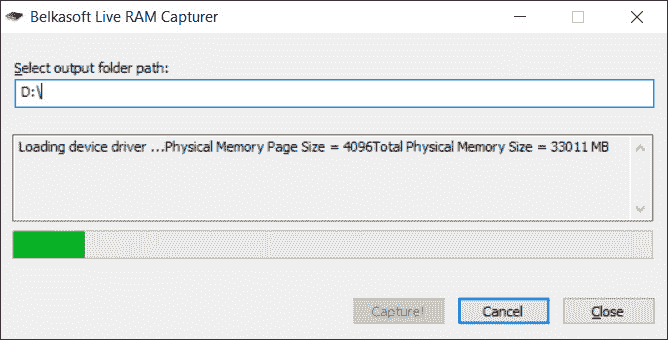 Belkasoft Live RAM Capturer
Select output folder path:
D:\
Loading device driver ...Physical Memory Page Size = 4096Total Physical Memory Size = 33011 MB
Capture!
Cancel
Close